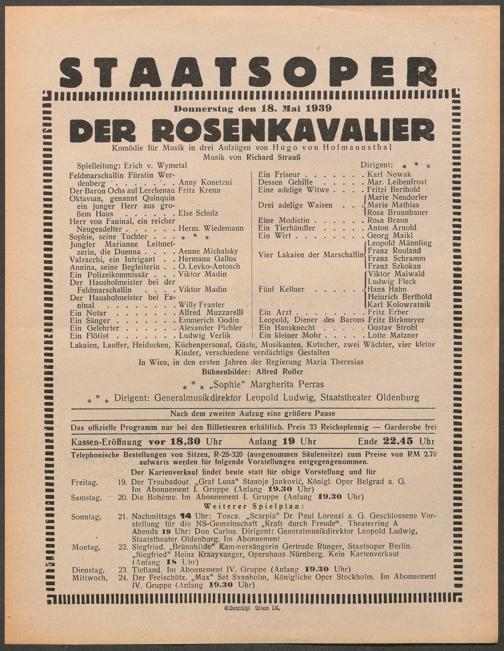 STAATSOPER
Donnerstag den 18. Mai 1939
DER ROSENKAVALIER
Komödie für Musik in drei Aufzügen von Hugo von Hofmannsthal
Musik von Richard Strauß
Spielleitung: Erich v. Wymetal
Dirigent: * * *
Feldmarschallin Fürstin Wer-
denberg . . . . . Anny Konetzni
Der Baron Ochs auf Lerchenau Fritz Krenn
Oktavian, genannt Quinquin
ein junger Herr aus gro-
ßem Haus . . . . . Else Schulz
Herr von Faninal, ein reicher
Neugeadelter . . . . . Herm. Wiedemann
Sophie, seine Tochter . . . * * *
Jungfer Marianne Leitmet-
zerin, die Duenna . . . . Aenne Michalsky
Valzacchi, ein Intrigant . . Hermann Gallos
Annina, seine Begleiterin . . O. Levko-Antosch
Ein Polizeikommissär . . . Viktor Madin
Der Haushofmeister bei der
Feldmarschallin . . . . . Viktor Madin
Der Haushofmeister bei Fa-
ninal . . . . . Willy Franter
Ein Notar . . . . . Alfred Muzzarelli
Ein Sänger . . . . . Emmerich Godin
Ein Gelehrter . . . . . Alexander Pichler
Ein Flötist . . . . . Ludwig Verlik
Ein Friseur . . . . . Karl Nowak
Dessen Gehilfe . . . . . Mar. Leibenfrost
Eine adelige Witwe . . . . Fritzi Berthold
Drei adelige Waisen . . . . Marie Neudorfer
Marie Mathias
Rosa Brunnbauer
Eine Modistin . . . . . Rosa Braun
Ein Tierhändler . . . . . Anton Arnold
Ein Wirt . . . . . Georg Maikl
Vier Lakaien der Marschallin Leopold Männling
Franz Rouland
Franz Schramm
Franz Szkokan
Fünf Kellner . . . . . Viktor Maiwald
Ludwig Fleck
Hans Hahn
Heinrich Berthold
Karl Kolowratnik
Ein Arzt . . . . . Fritz Erber
Leopold, Diener des Barons Fritz Birkmeyer
Ein Hausknecht . . . . . Gustav Strobl
Ein kleiner Mohr . . . . . Lotte Matzner
Lakaien, Lauffer, Heiducken, Küchenpersonal, Gäste, Musikanten, Kutscher, zwei Wächter, vier kleine
Kinder, verschiedene verdächtige Gestalten
In Wien, in den ersten Jahren der Regierung Maria Theresias
Bühnenbilder: Alfred Roller
* * * „Sophie" Margherita Perras
* * * Dirigent: Generalmusikdirektor Leopold Ludwig, Staatstheater Oldenburg
Nach dem zweiten Aufzug eine größere Pause
Das offizielle Programm nur bei den Billetteuren erhältlich. Preis 33 Reichspfennig — Garderobe frei
Kassen-Eröffnung vor 18.30 Uhr Anfang 19 Uhr Ende 22.45 Uhr
Telephonische Bestellungen von Sitzen, R-28-320 (ausgenommen Säulensitze) zum Preise von RM 2.70
aufwärts werden für folgende Vorstellungen entgegengenommen.
Der Kartenverkauf findet heute statt für obige Vorstellung und für
Freitag, 19. Der Troubadour. „Graf Luna" Stanoje Janković, Königl. Oper Belgrad a. G.
Im Abonnement I. Gruppe (Anfang 19.30 Uhr)
Samstag, 20. Die Boheme. Im Abonnement I. Gruppe (Anfang 19.30 Uhr)
Weiterer Spielplan:
Sonntag, 21. Nachmittags 14 Uhr: Tosca. „Scarpia" Dr. Paul Lorenzi a. G. Geschlossene Vor-
stellung für die NS-Gemeinschaft „Kraft durch Freude". Theaterring A
Abends 19 Uhr: Don Carlos. Dirigent: Generalmusikdirektor Leopold Ludwig,
Staatstheater Oldenburg. Im Abonnement
Montag, 22. Siegfried. „Brünnhilde" Kammersängerin Gertrude Rünger, Staatsoper Berlin.
„Siegfried" Heinz Kraayvanger, Opernhaus Nürnberg. Kein Kartenverkauf
(Anfang 18 Uhr)
Dienstag, 23. Tiefland. Im Abonnement IV. Gruppe (Anfang 19.30 Uhr)
Mittwoch, 24. Der Freischütz. „Max" Set Svanholm, Königliche Oper Stockholm. Im Abonnement
IV. Gruppe (Anfang 19.30 Uhr)
Elbemühl Wien IX.